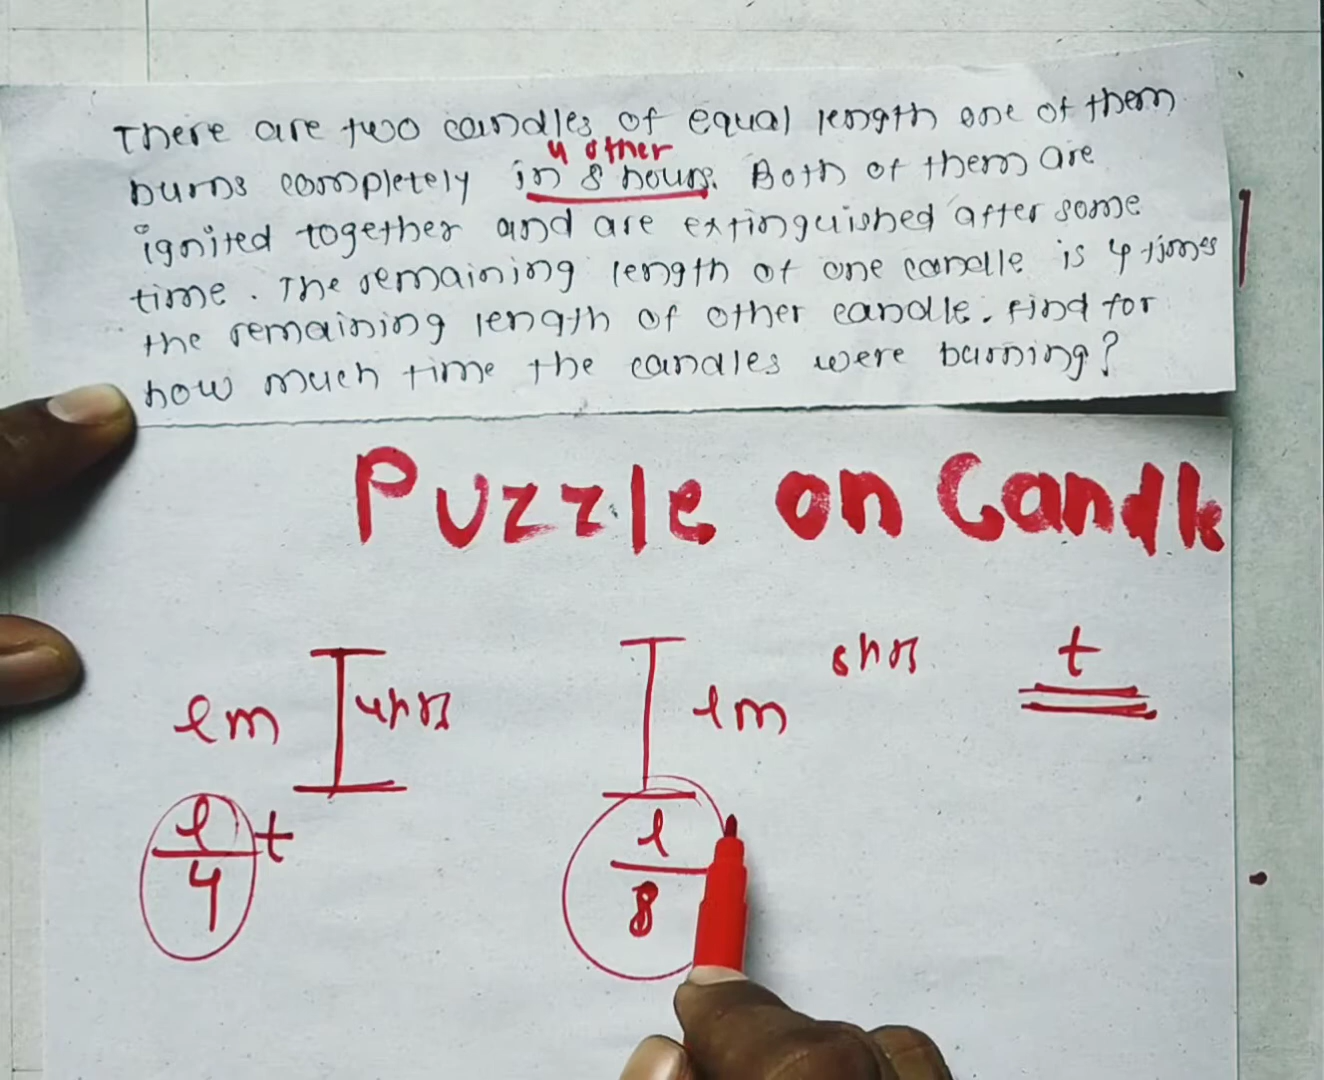 There are two candles of equal length one of them
4 other
burns completely in 8 hours. Both of them are
ignited together and are extinguished after some
time. The remaining length of one candle is 4 times
the remaining length of other candle. Find for
how much time the candles were burning?
Puzzle on Candle
lm 4hrs lm 8hrs t
l/4 t l/8